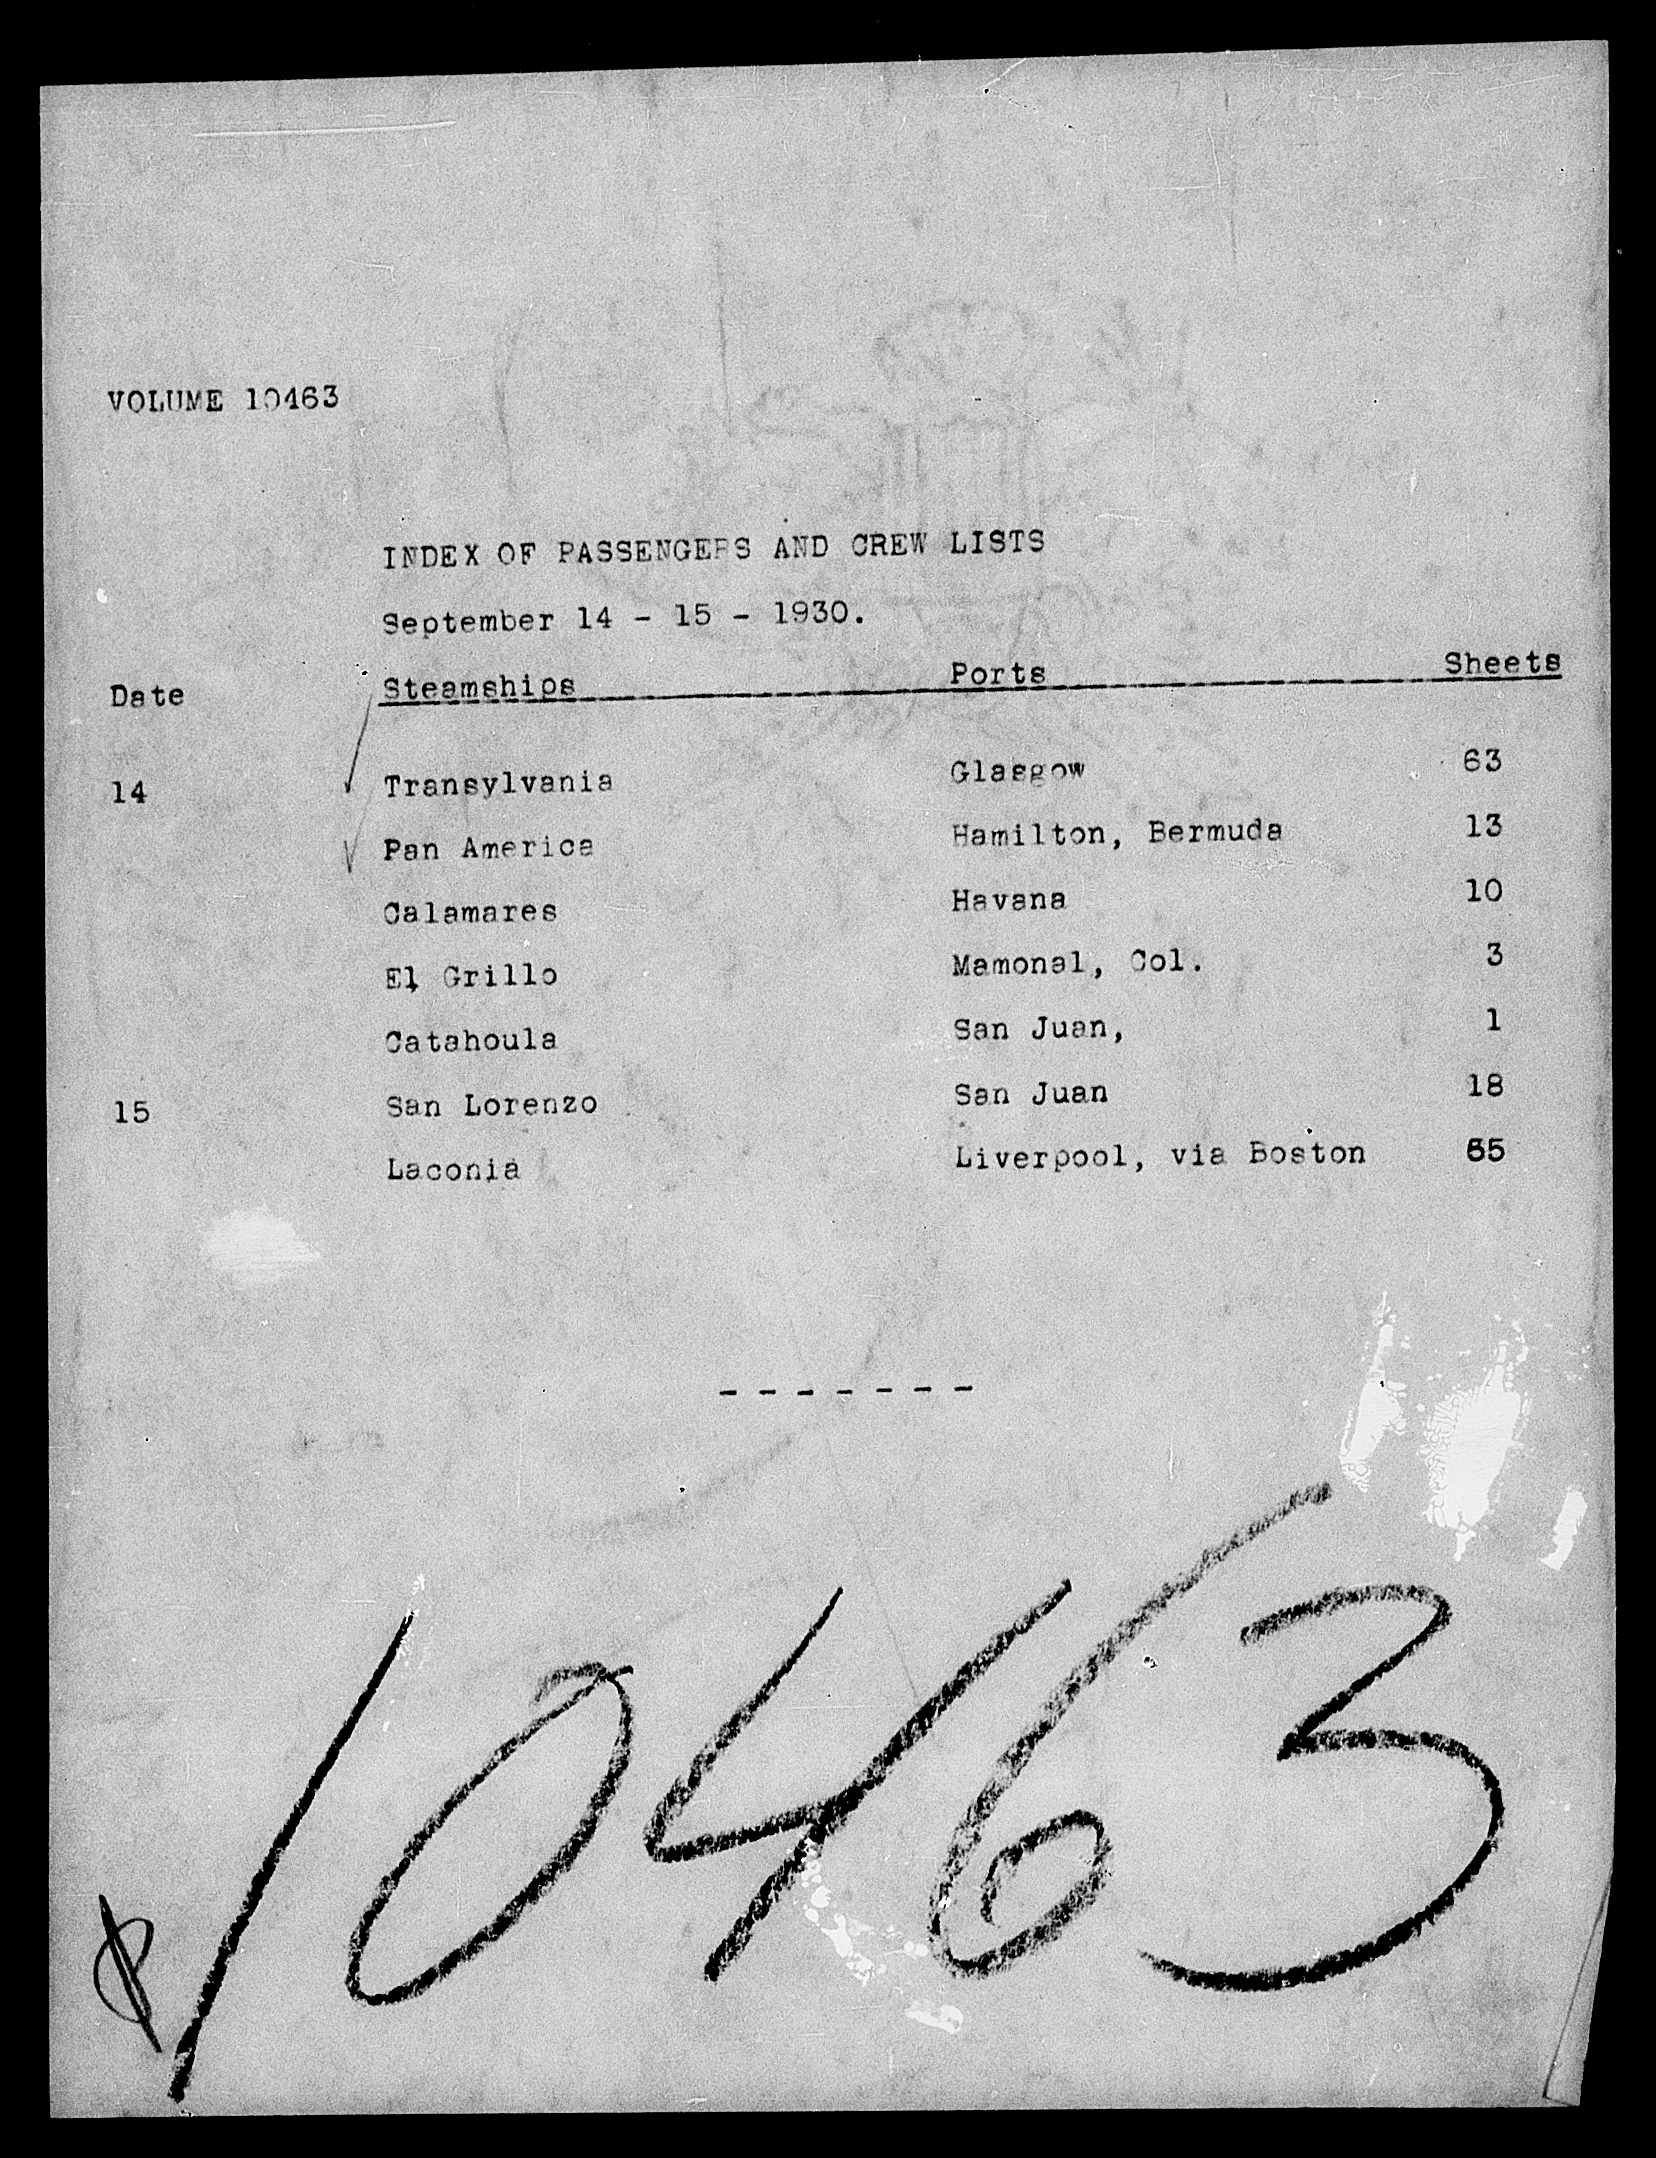 VOLUME 10463
INDEX OF PASSENGERS AND CREW LISTS
September 14 - 15 - 1930.
Date Steamships Ports Sheets
14 Transylvania Glasgow 63
Pan America Hamilton, Bermuda 13
Calamares Havana 10
El Grillo Mamonal, Col. 3
Catahoula San Juan, 1
15 San Lorenzo San Juan 18
Laconia Liverpool, via Boston 65
- - - - - - -
10463